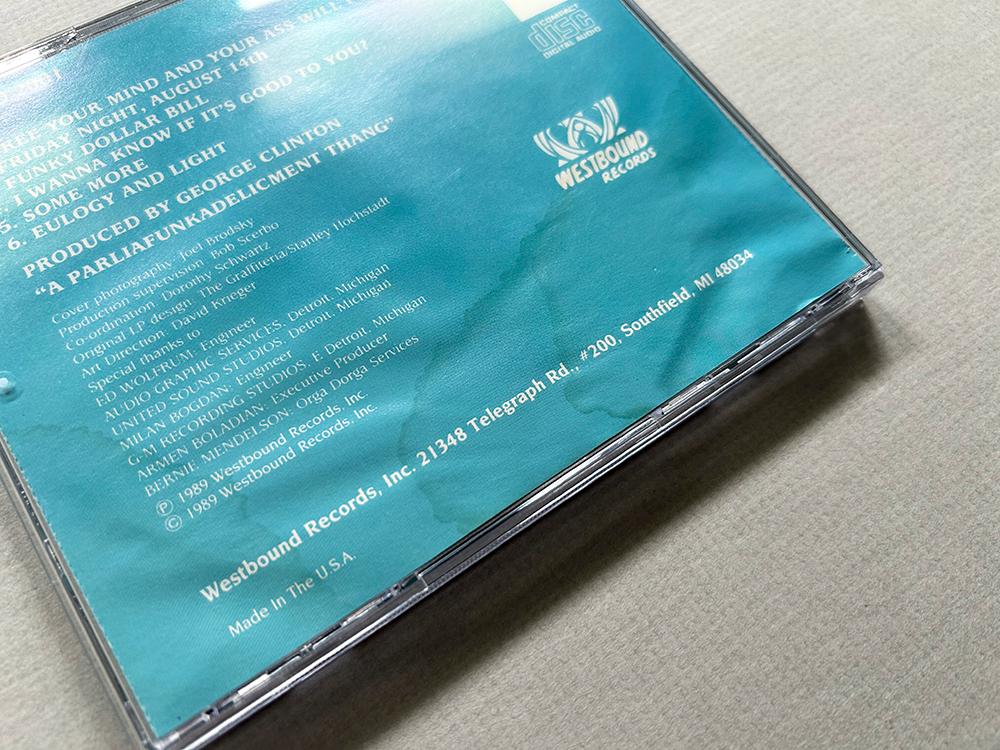 YOUR MIND AND YOUR ASS WILL
FRIDAY NIGHT, AUGUST 14th
FUNKY DOLLAR BILL
I WANNA KNOW IF IT'S GOOD TO YOU?
5. SOME MORE
6. EULOGY AND LIGHT
PRODUCED BY GEORGE CLINTON
“A PARLIAFUNKADELICMENT THANG”
Cover photography: Joel Brodsky
Production supervision: Bob Scerbo
Co-ordination: Dorothy Schwartz
Original LP design: The Graffiteria/Stanley Hochstadt
Art Direction: David Krieger
Special thanks to
ED WOLFRUM: Engineer
AUDIO GRAPHIC SERVICES, Detroit, Michigan
UNITED SOUND STUDIOS, Detroit, Michigan
MILAN BOGDAN: Engineer
G-M RECORDING STUDIOS, E Detroit, Michigan
ARMEN BOLADIAN: Executive Producer
BERNIE MENDELSON: Orga Dorga Services
℗ 1989 Westbound Records, Inc.
© 1989 Westbound Records, Inc.
Westbound Records, Inc. 21348 Telegraph Rd., #200, Southfield, MI 48034
Made In The U.S.A.
COMPACT
disc
DIGITAL AUDIO
WESTBOUND
RECORDS